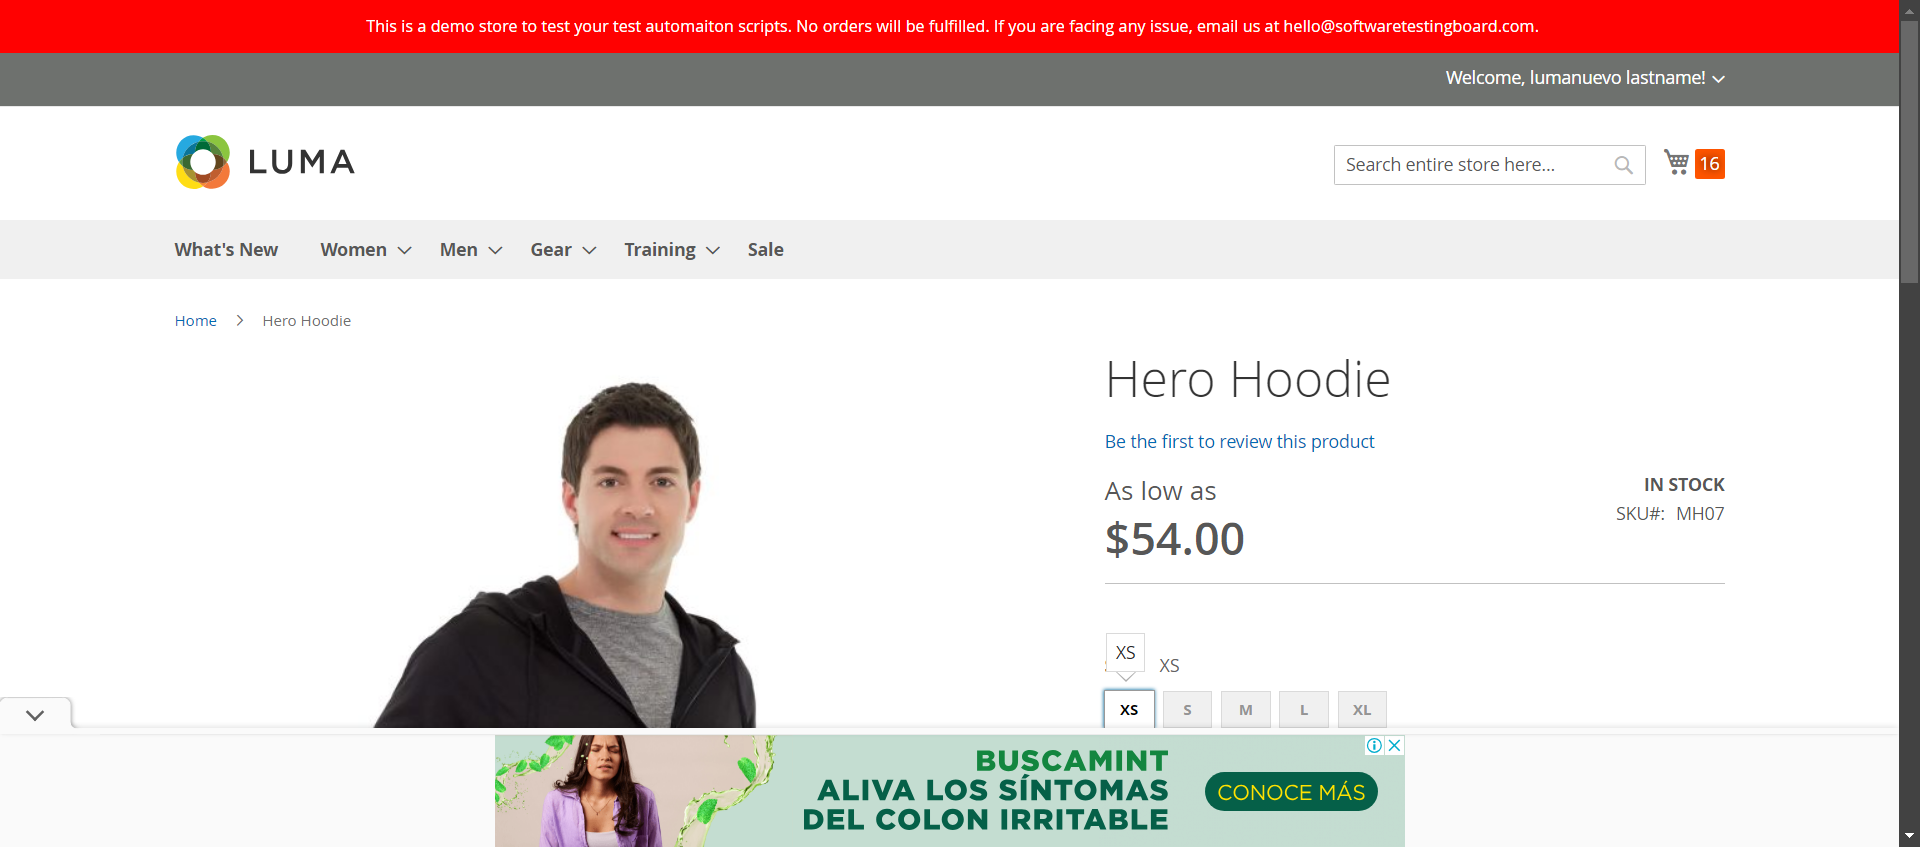 This is a demo store to test your test automaiton scripts. No orders will be fulfilled. If you are facing any issue, email us at hello@softwaretestingboard.com.
Welcome, lumanuevo lastname!
LUMA
Search entire store here...
16
What's New
Women
Men
Gear
Training
Sale
Home
Hero Hoodie
Hero Hoodie
Be the first to review this product
As low as
$54.00
IN STOCK
SKU#: MH07
XS
XS
XS
S
M
L
XL
BUSCAMINT
ALIVA LOS SÍNTOMAS
DEL COLON IRRITABLE
CONOCE MÁS